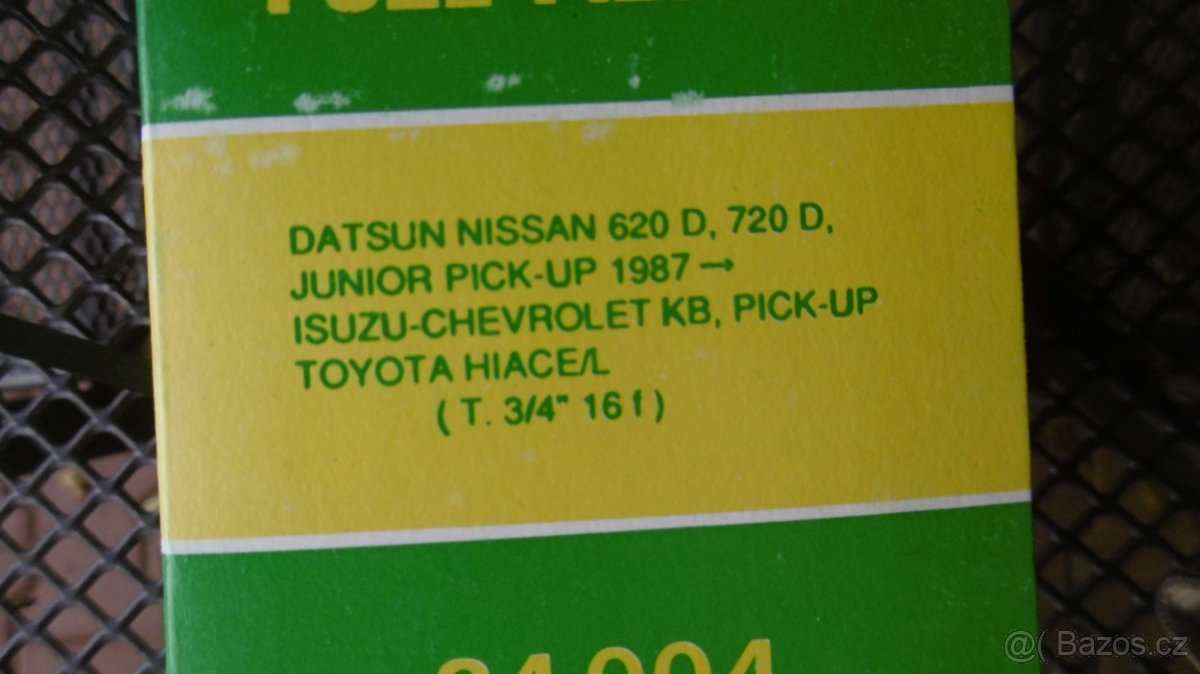 DATSUN NISSAN 620 D, 720 D,
JUNIOR PICK-UP 1987→
ISUZU-CHEVROLET KB, PICK-UP
TOYOTA HIACE/L
( T. 3/4" 16 f )
Bazos.cz